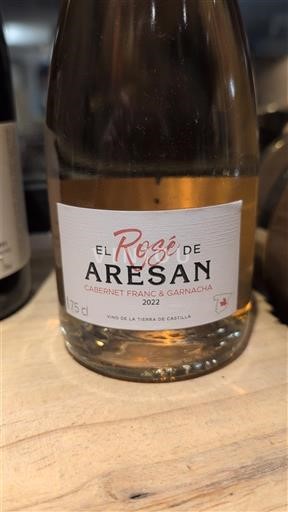 EL Rosé DE
ARESAN
CABERNET FRANC & GARNACHA
2022
75 cl
VINO DE LA TIERRA DE CASTILLA